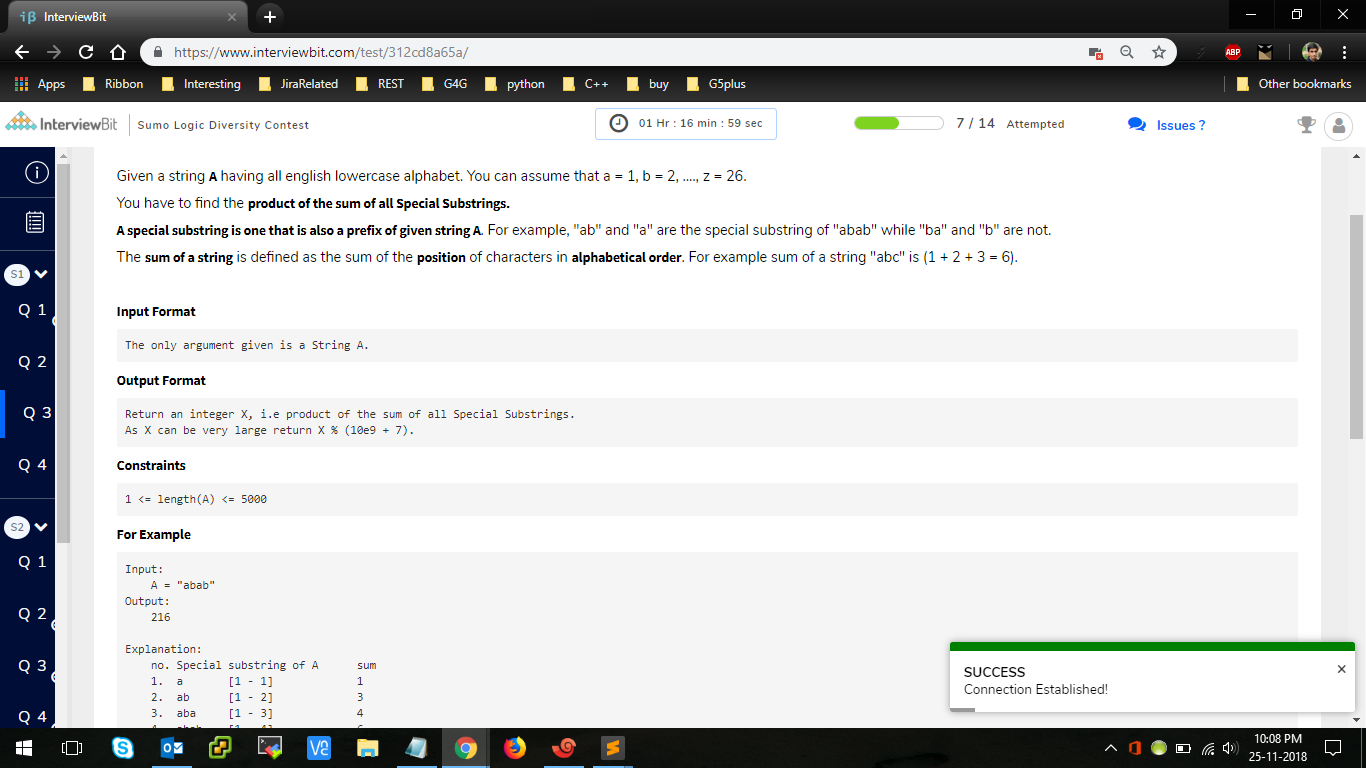 InterviewBit
https://www.interviewbit.com/test/312cd8a65a/
ABP
Apps Ribbon Interesting JiraRelated REST G4G python C++ buy G5plus Other bookmarks
InterviewBit Sumo Logic Diversity Contest 01 Hr : 16 min : 59 sec 7 / 14 Attempted Issues ?
S1
Q 1
Q 2
Q 3
Q 4
S2
Q 1
Q 2
Q 3
Q 4
Given a string A having all english lowercase alphabet. You can assume that a = 1, b = 2, ...., z = 26.
You have to find the product of the sum of all Special Substrings.
A special substring is one that is also a prefix of given string A. For example, "ab" and "a" are the special substring of "abab" while "ba" and "b" are not.
The sum of a string is defined as the sum of the position of characters in alphabetical order. For example sum of a string "abc" is (1 + 2 + 3 = 6).
Input Format
The only argument given is a String A.
Output Format
Return an integer X, i.e product of the sum of all Special Substrings.
As X can be very large return X % (10e9 + 7).
Constraints
1 <= length(A) <= 5000
For Example
Input:
A = "abab"
Output:
216
Explanation:
no. Special substring of A sum
1. a [1 - 1] 1
2. ab [1 - 2] 3
3. aba [1 - 3] 4
SUCCESS
Connection Established!
10:08 PM
25-11-2018